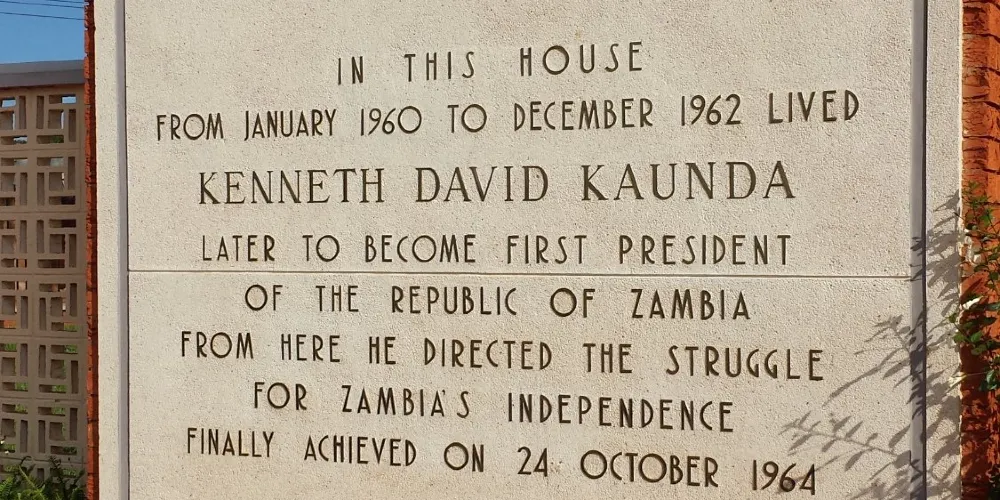 IN THIS HOUSE
FROM JANUARY 1960 TO DECEMBER 1962 LIVED
KENNETH DAVID KAUNDA
LATER TO BECOME FIRST PRESIDENT
OF THE REPUBLIC OF ZAMBIA
FROM HERE HE DIRECTED THE STRUGGLE
FOR ZAMBIA'S INDEPENDENCE
FINALLY ACHIEVED ON 24 OCTOBER 1964